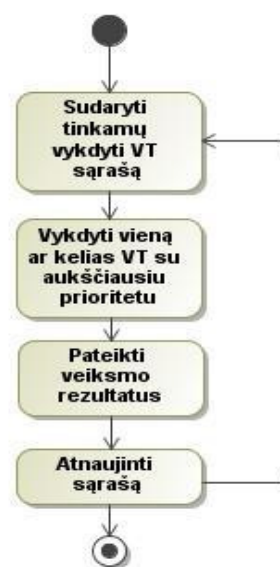 Sudaryti
tinkamų
vykdyti VT
sąrašą
Vykdyti vieną
ar kelias VT su
aukščiausiu
prioritetu
Pateikti
veiksmo
rezultatus
Atnaujinti
sąrašą